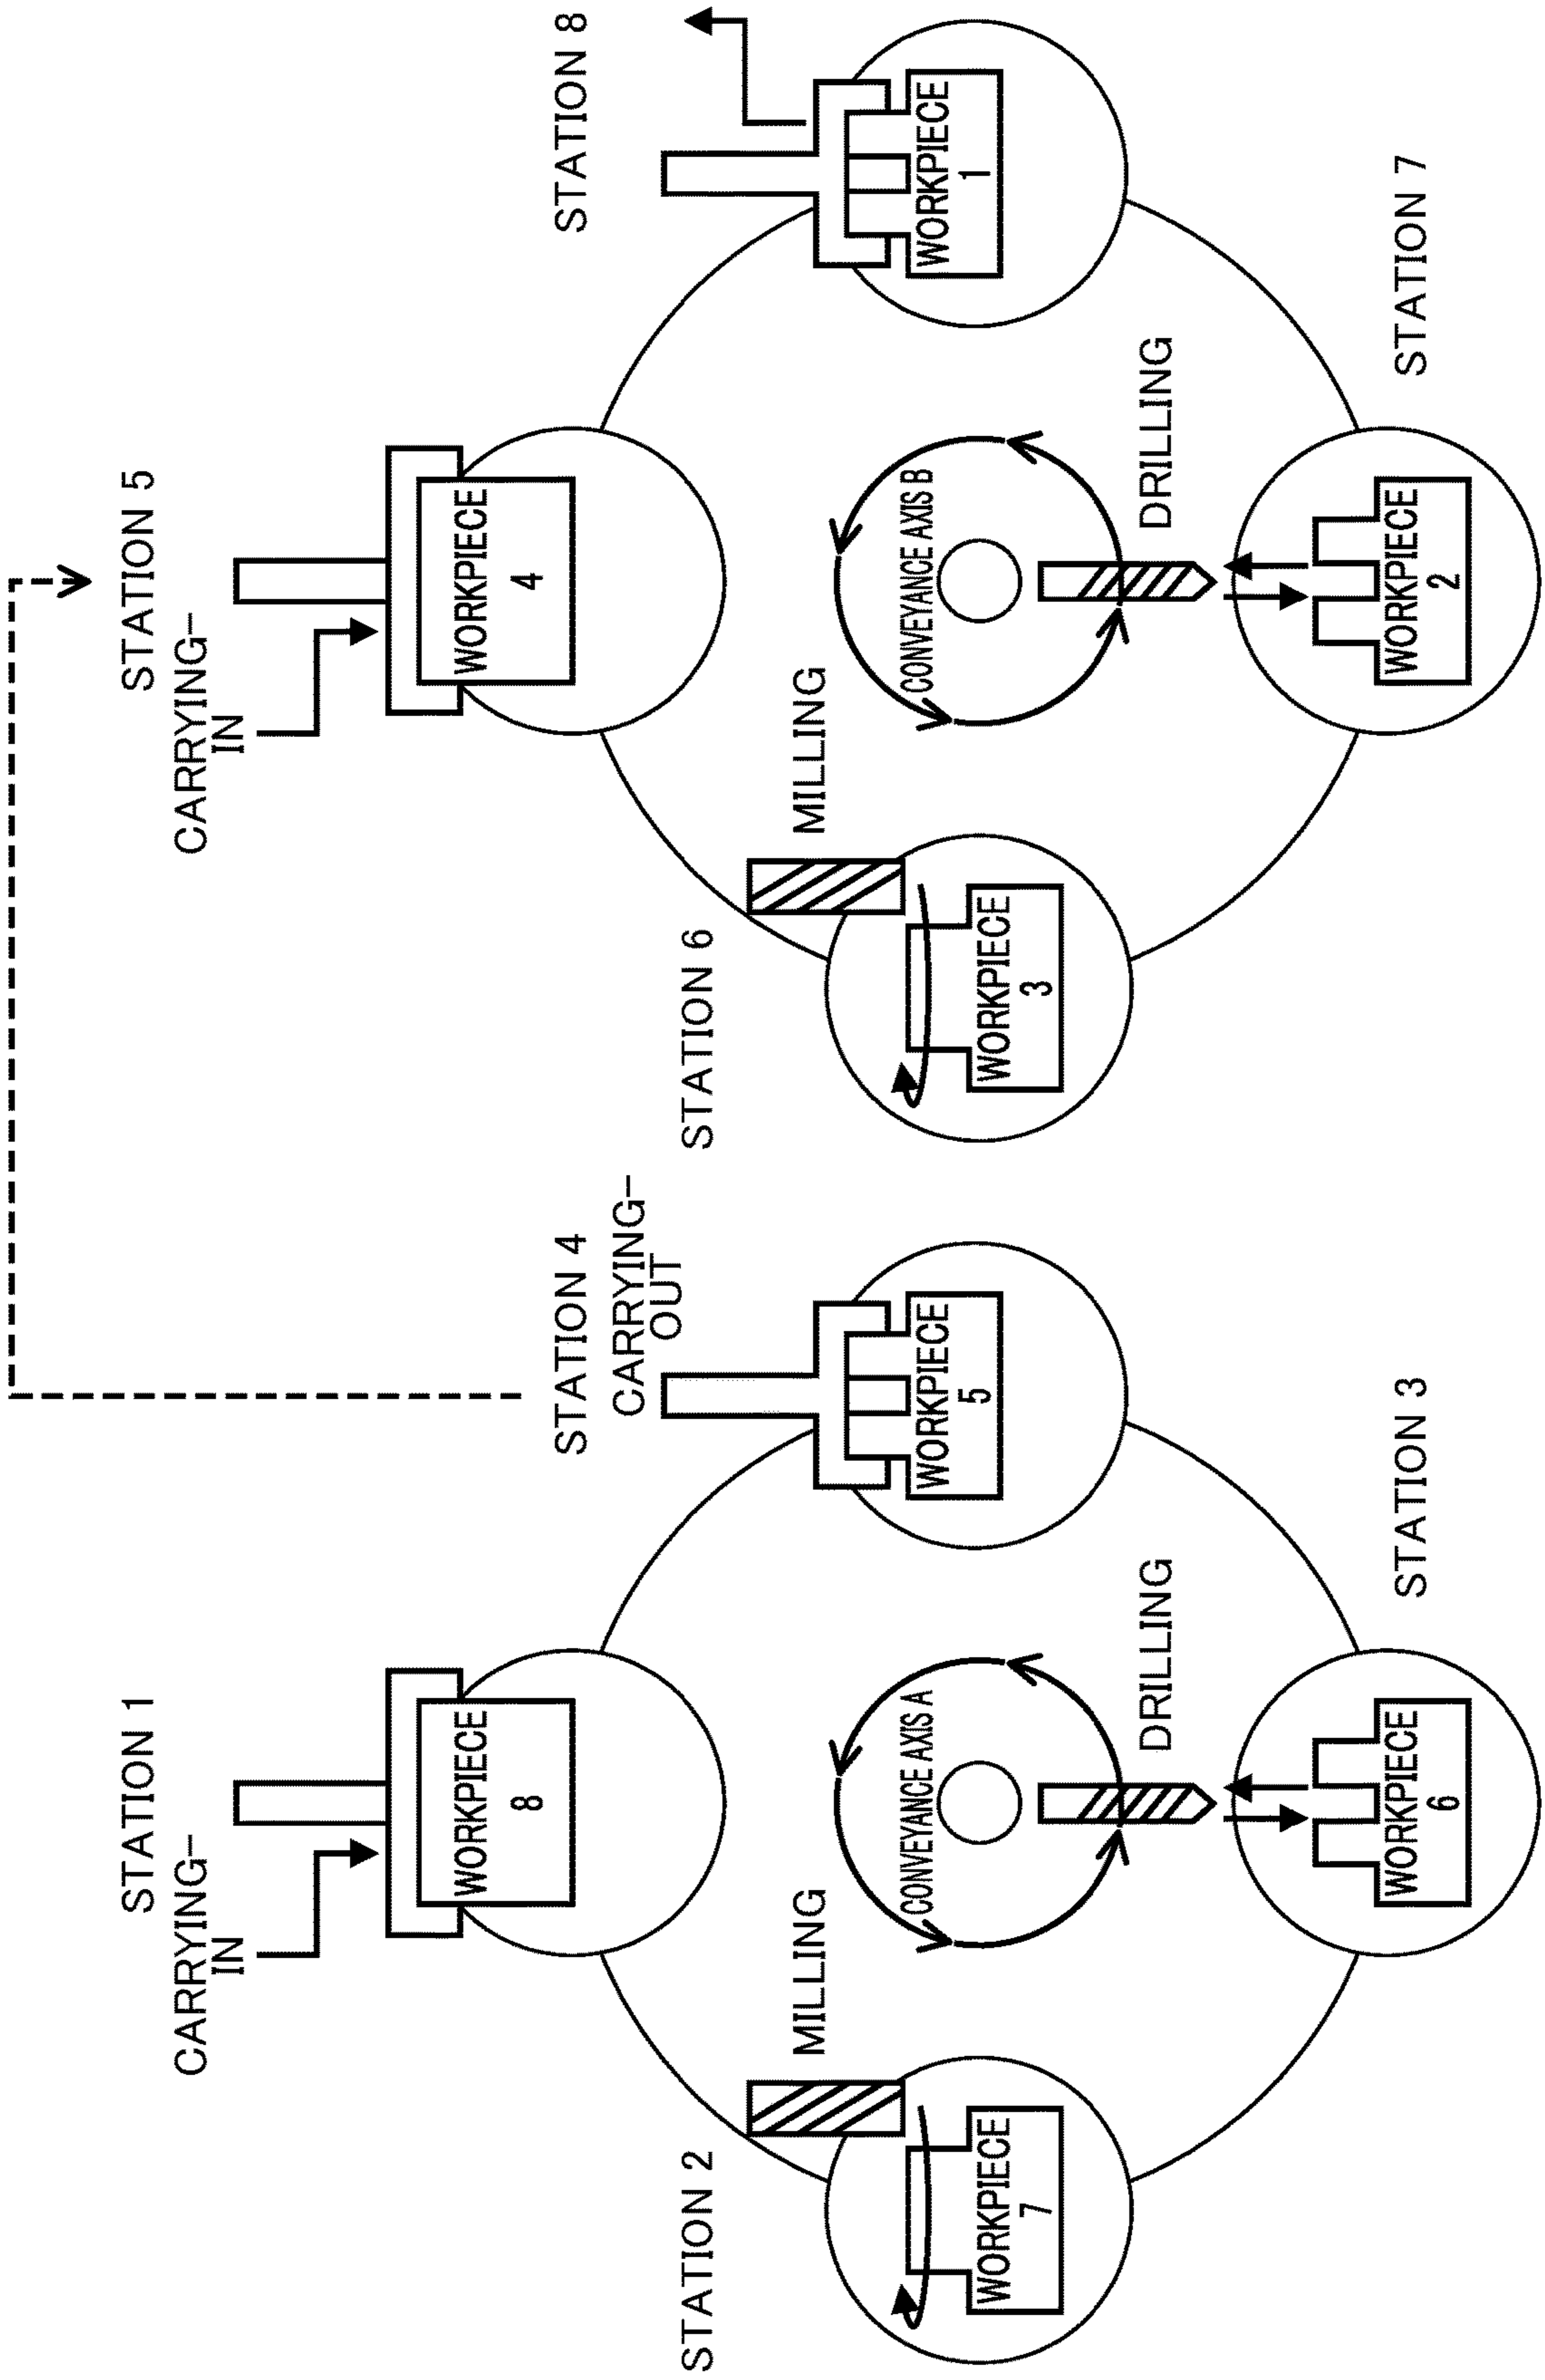 STATION 1
CARRYING-
IN
WORKPIECE
8
STATION 2
MILLING
WORKPIECE
7
CONVEYANCE AXIS A
DRILLING
STATION 3
WORKPIECE
6
STATION 4
CARRYING-
OUT
WORKPIECE
5
STATION 5
CARRYING-
IN
WORKPIECE
4
STATION 6
MILLING
WORKPIECE
3
CONVEYANCE AXIS B
DRILLING
STATION 7
WORKPIECE
2
STATION 8
WORKPIECE
1